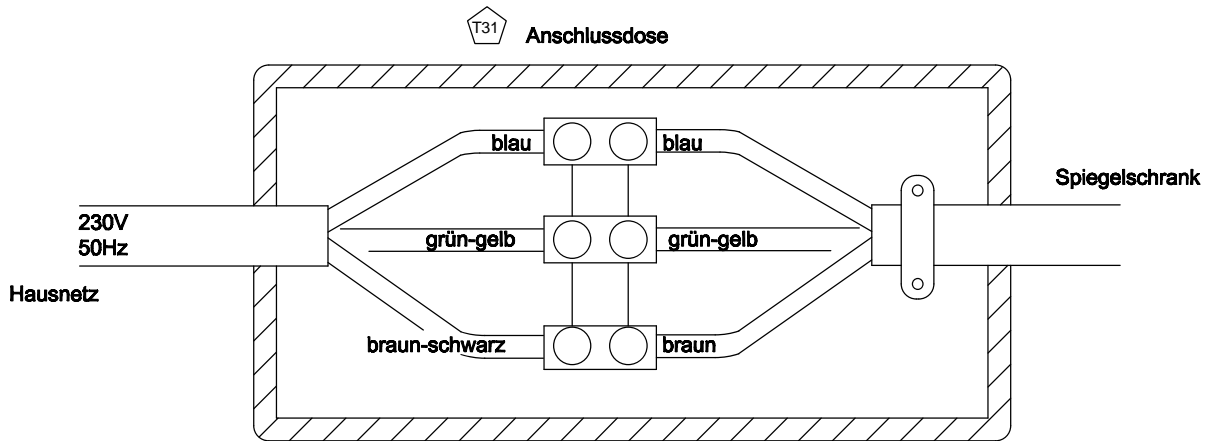 T31
Anschlussdose
blau
blau
Spiegelschrank
230V
50Hz
grün-gelb
grün-gelb
Hausnetz
braun-schwarz
braun